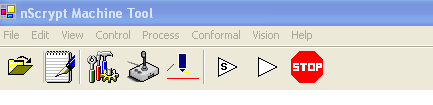 nScrypt Machine Tool
File Edit View Control Process Conformal Vision Help
S STOP